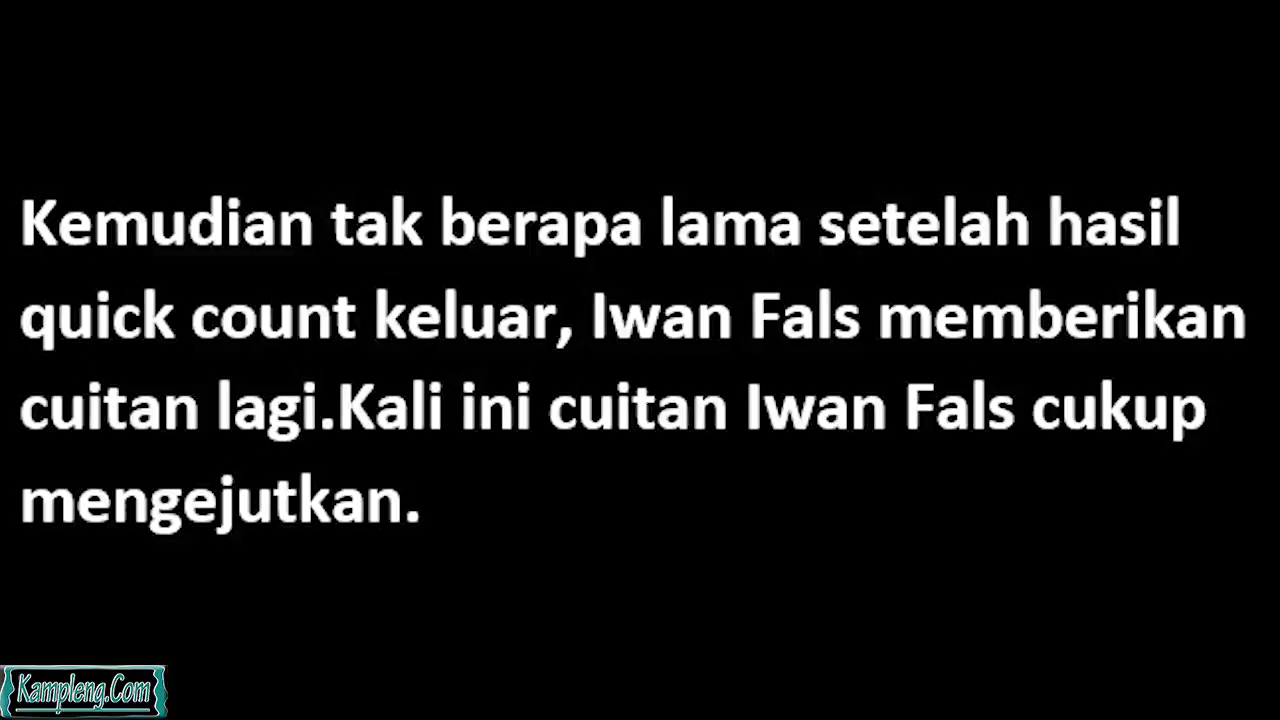 Kemudian tak berapa lama setelah hasil
quick count keluar, Iwan Fals memberikan
cuitan lagi.Kali ini cuitan Iwan Fals cukup
mengejutkan.
Kampleng.Com